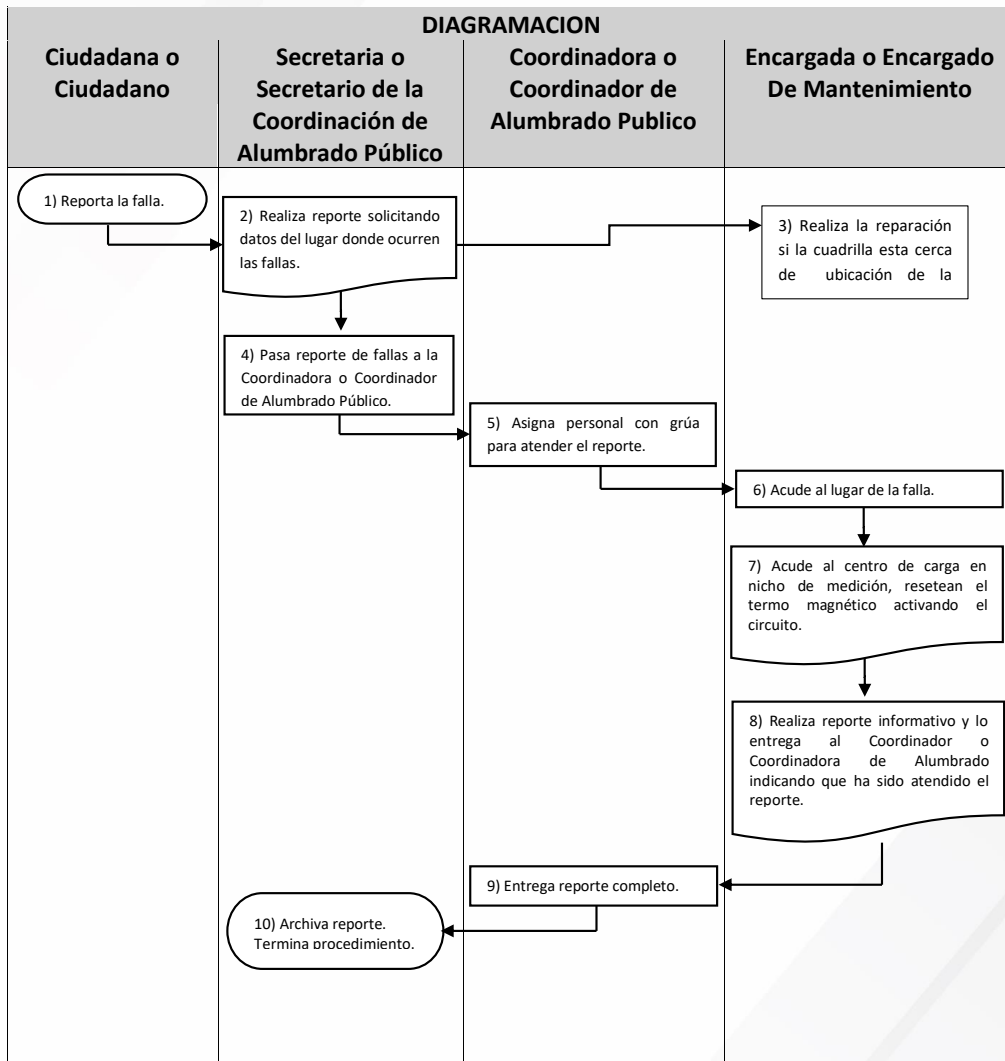 DIAGRAMACION
Ciudadana o
Ciudadano
Secretaria o
Secretario de la
Coordinación de
Alumbrado Público
Coordinadora o
Coordinador de
Alumbrado Publico
Encargada o Encargado
De Mantenimiento
1) Reporta la falla.
2) Realiza reporte solicitando
datos del lugar donde ocurren
las fallas.
3) Realiza la reparación
si la cuadrilla esta cerca
de ubicación de la
4) Pasa reporte de fallas a la
Coordinadora o Coordinador
de Alumbrado Público.
5) Asigna personal con grúa
para atender el reporte.
6) Acude al lugar de la falla.
7) Acude al centro de carga en
nicho de medición, resetean el
termo magnético activando el
circuito.
8) Realiza reporte informativo y lo
entrega al Coordinador o
Coordinadora de Alumbrado
indicando que ha sido atendido el
reporte.
9) Entrega reporte completo.
10) Archiva reporte.
Termina procedimiento.